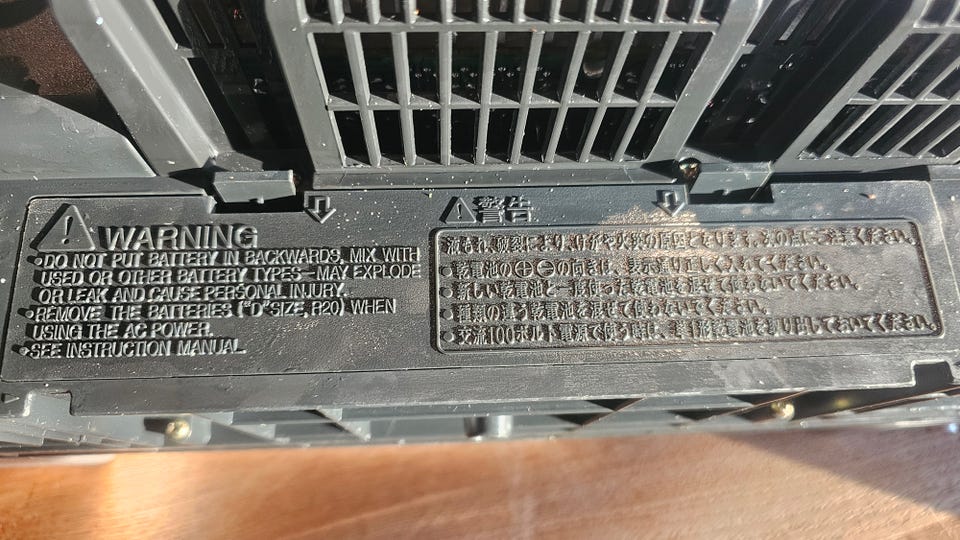 WARNING
•DO NOT PUT BATTERY IN BACKWARDS, MIX WITH
USED OR OTHER BATTERY TYPES-MAY EXPLODE
OR LEAK AND CAUSE PERSONAL INJURY.
•REMOVE THE BATTERIES ("D" SIZE, R20) WHEN
USING THE AC POWER.
•SEE INSTRUCTION MANUAL.
警告
液もれ、破裂により、けがや火災の原因となります。次の点にご注意ください。
•乾電池の⊕⊖の向きは、表示通り正しく入れてください。
•新しい乾電池と一度使った乾電池を混ぜて使わないでください。
•種類の違う乾電池を混ぜて使わないでください。
•交流100ボルト電源で使う時は、単1形乾電池を取り出しておいてください。